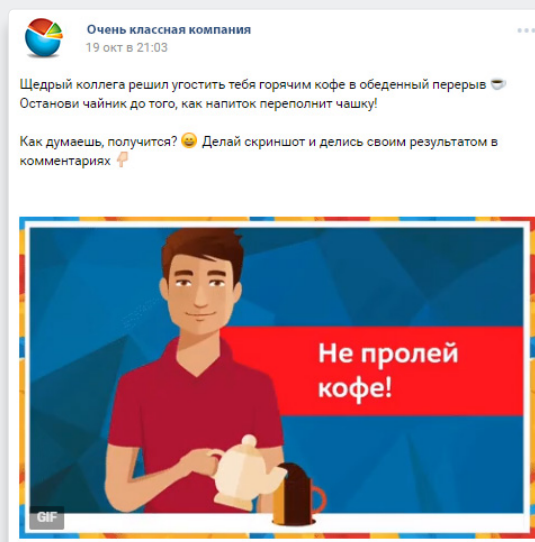 Очень классная компания
19 окт в 21:03
Щедрый коллега решил угостить тебя горячим кофе в обеденный перерыв ☕
Останови чайник до того, как напиток переполнит чашку!
Как думаешь, получится? 😀 Делай скриншот и делись своим результатом в
комментариях 👇🏻
Не пролей
кофе!
GIF